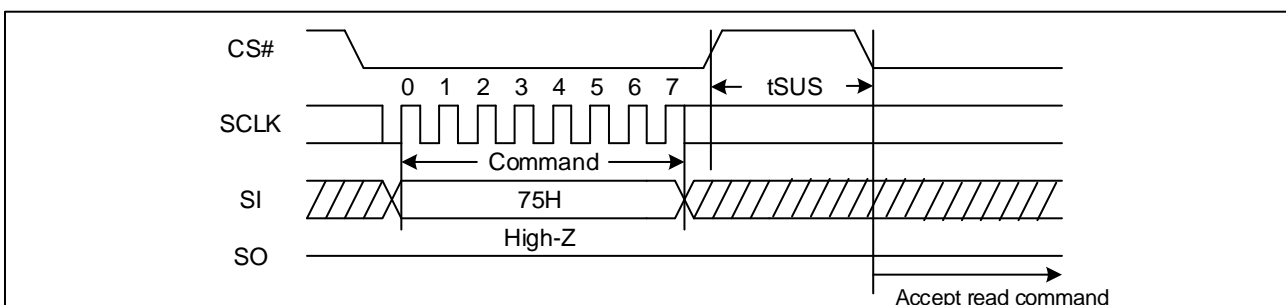 CS#
tSUS
0 1 2 3 4 5 6 7
SCLK
Command
SI
75H
High-Z
SO
Accept read command